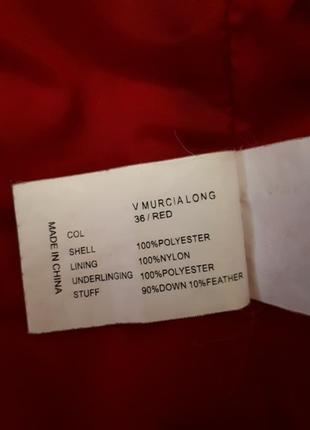 V MURCIALONG
COL 36 / RED
SHELL 100%POLYESTER
LINING 100%NYLON
UNDERLINGING 100%POLYESTER
STUFF 90%DOWN 10%FEATHER
MADE IN CHINA